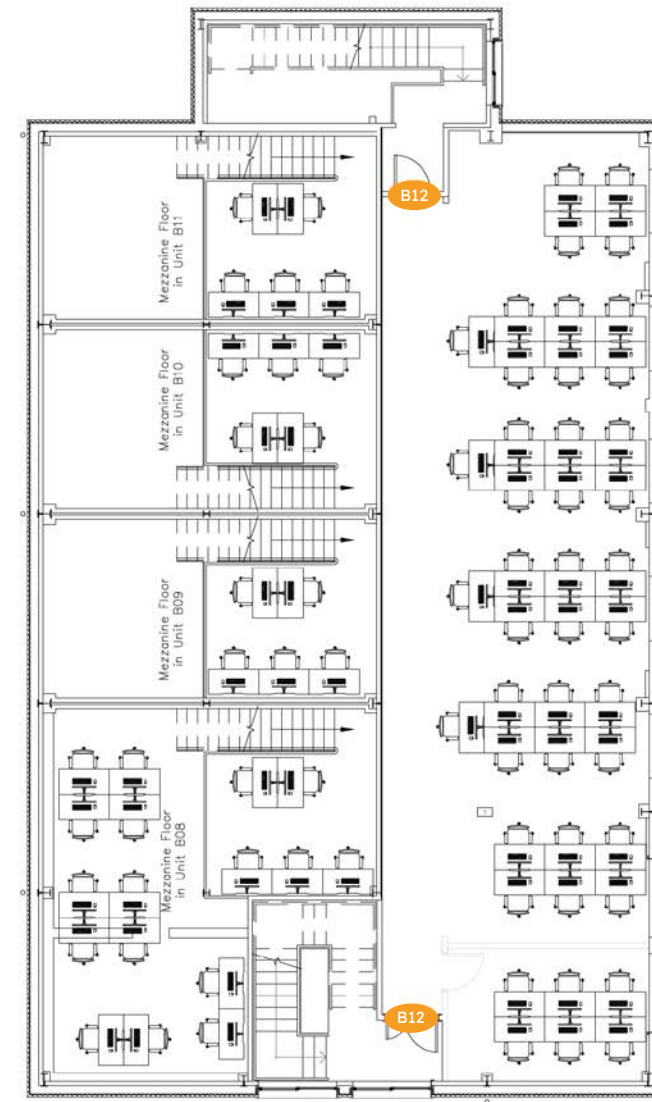 B12
Mezzanine Floor
in Unit B11
Mezzanine Floor
in Unit B10
Mezzanine Floor
in Unit B09
Mezzanine Floor
in Unit B08
B12